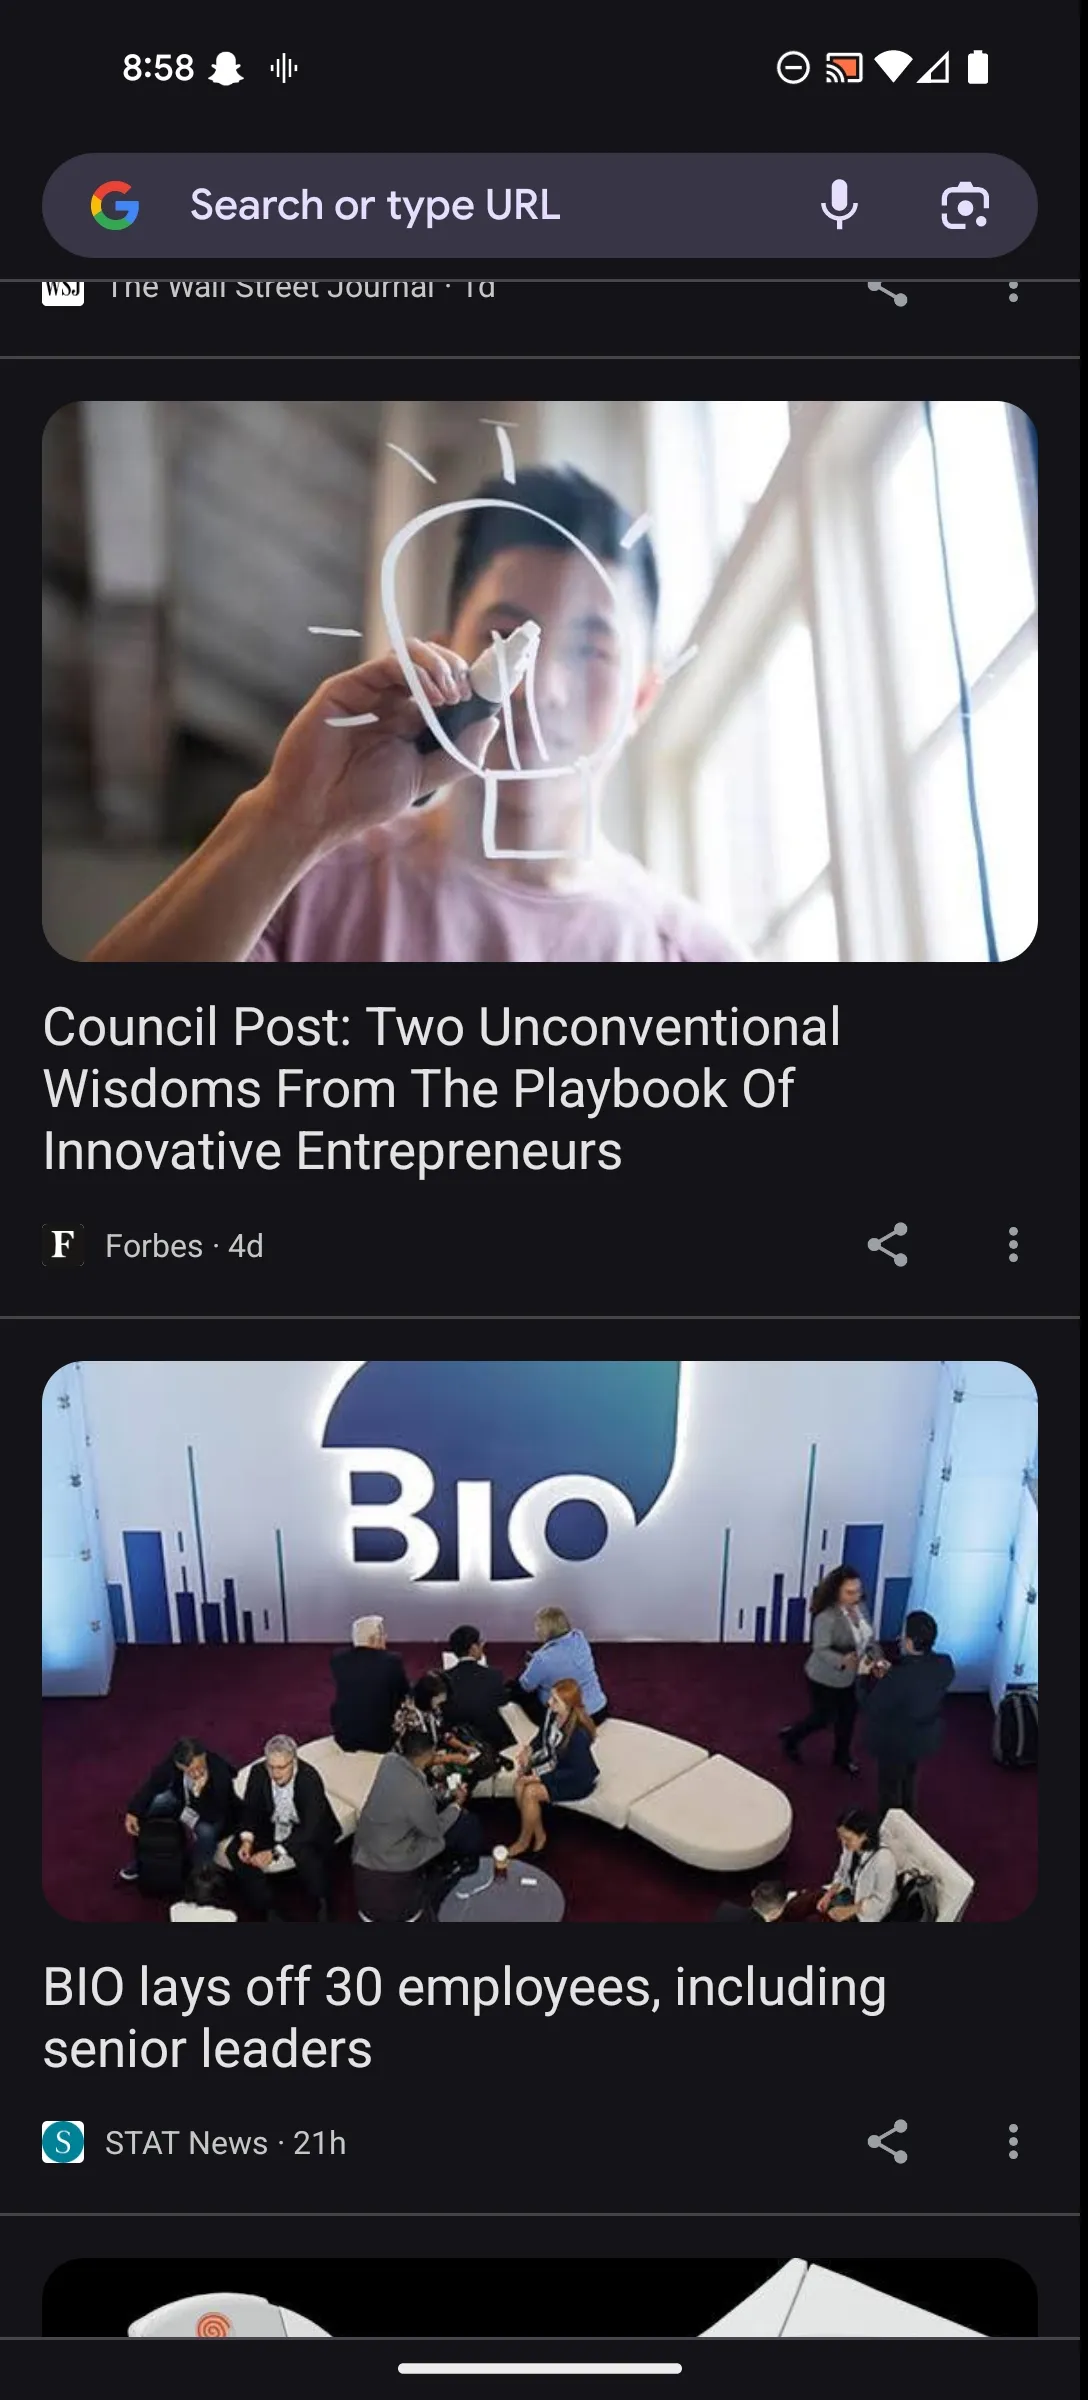 8:58
Search or type URL
WSJ The Wall Street Journal · 1d
Council Post: Two Unconventional
Wisdoms From The Playbook Of
Innovative Entrepreneurs
F Forbes · 4d
BIO
BIO lays off 30 employees, including
senior leaders
S STAT News · 21h